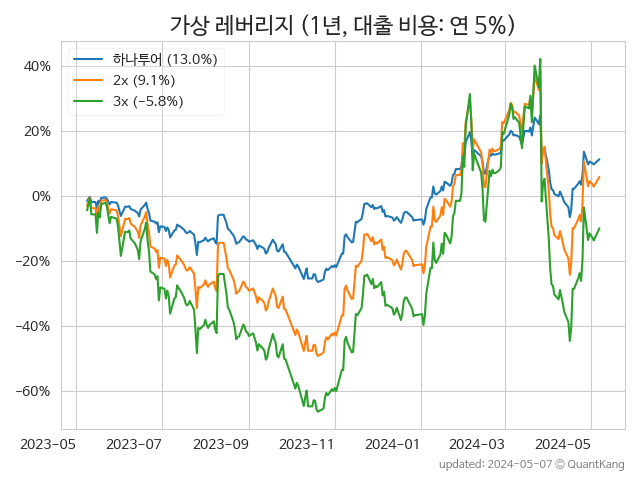 가상 레버리지 (1년, 대출 비용: 연 5%)
하나투어 (13.0%)
2x (9.1%)
3x (−5.8%)
40%
20%
0%
−20%
−40%
−60%
2023-05 2023-07 2023-09 2023-11 2024-01 2024-03 2024-05
updated: 2024-05-07 © QuantKang